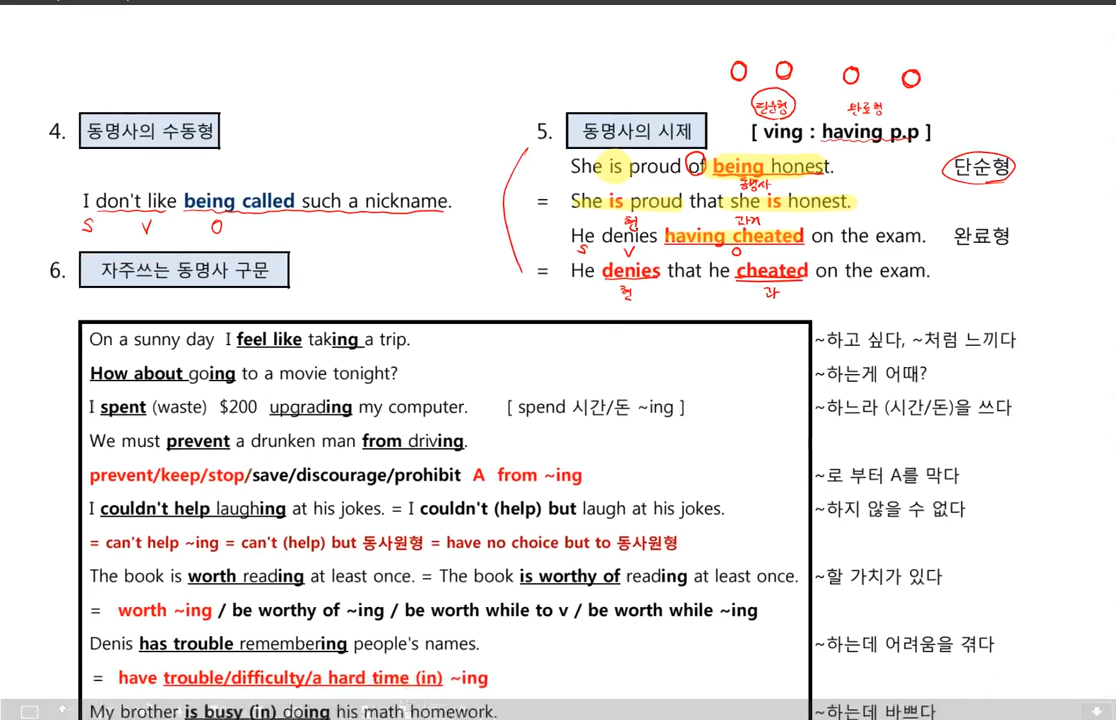 단순형 완료형
4. 동명사의 수동형
5. 동명사의 시제 [ ving : having p.p ]
She is proud of being honest. 단순형
동명사
I don't like being called such a nickname.
S V O
= She is proud that she is honest.
현 과거
He denies having cheated on the exam. 완료형
S V O
6. 자주쓰는 동명사 구문
= He denies that he cheated on the exam.
현 과
On a sunny day I feel like taking a trip. ~하고 싶다, ~처럼 느끼다
How about going to a movie tonight? ~하는게 어때?
I spent (waste) $200 upgrading my computer. [ spend 시간/돈 ~ing ] ~하느라 (시간/돈)을 쓰다
We must prevent a drunken man from driving.
prevent/keep/stop/save/discourage/prohibit A from ~ing ~로 부터 A를 막다
I couldn't help laughing at his jokes. = I couldn't (help) but laugh at his jokes. ~하지 않을 수 없다
= can't help ~ing = can't (help) but 동사원형 = have no choice but to 동사원형
The book is worth reading at least once. = The book is worthy of reading at least once. ~할 가치가 있다
= worth ~ing / be worthy of ~ing / be worth while to v / be worth while ~ing
Denis has trouble remembering people's names. ~하는데 어려움을 겪다
= have trouble/difficulty/a hard time (in) ~ing
My brother is busy (in) doing his math homework. ~하는데 바쁘다